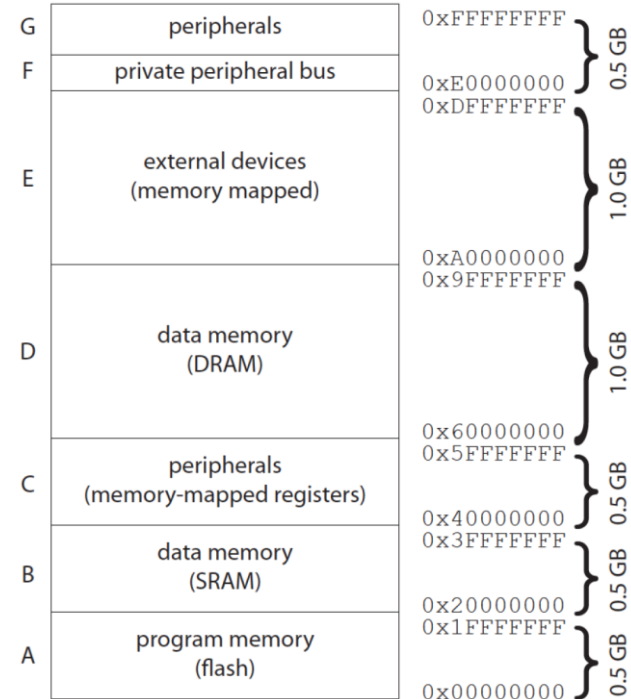 G
peripherals
0xFFFFFFFF
0.5 GB
F
private peripheral bus
0xE0000000
0xDFFFFFFF
E
external devices
(memory mapped)
1.0 GB
0xA0000000
0x9FFFFFFF
D
data memory
(DRAM)
1.0 GB
0x60000000
0x5FFFFFFF
C
peripherals
(memory-mapped registers)
0.5 GB
0x40000000
0x3FFFFFFF
B
data memory
(SRAM)
0.5 GB
0x20000000
0x1FFFFFFF
A
program memory
(flash)
0.5 GB
0x00000000